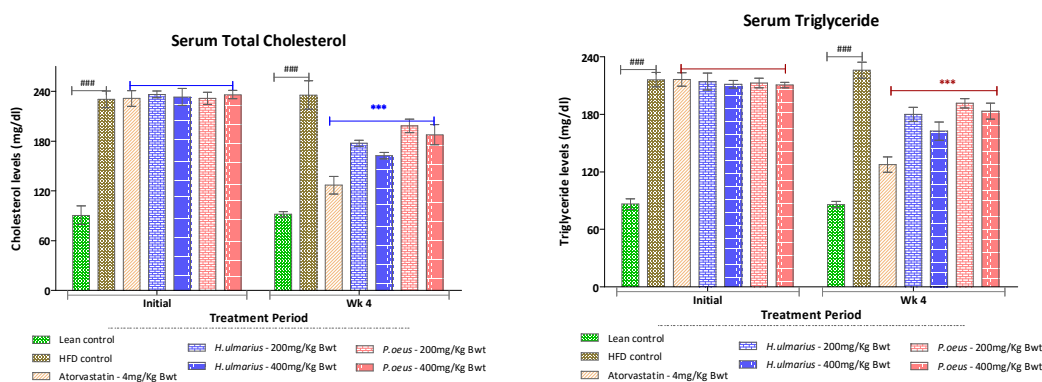 Serum Total Cholesterol
Cholesterol levels (mg/dl)
240
180
120
60
0
###
###
***
Initial
Wk 4
Treatment Period
Lean control
HFD control
Atorvastatin - 4mg/Kg Bwt
H.ulmarius - 200mg/Kg Bwt
H.ulmarius - 400mg/Kg Bwt
P.oeus - 200mg/Kg Bwt
P.oeus - 400mg/Kg Bwt
Serum Triglyceride
Triglyceride levels (mg/dl)
240
180
120
60
0
###
###
***
Initial
Wk 4
Treatment Period
Lean control
HFD control
Atorvastatin - 4mg/Kg Bwt
H.ulmarius - 200mg/Kg Bwt
H.ulmarius - 400mg/Kg Bwt
P.oeus - 200mg/Kg Bwt
P.oeus - 400mg/Kg Bwt